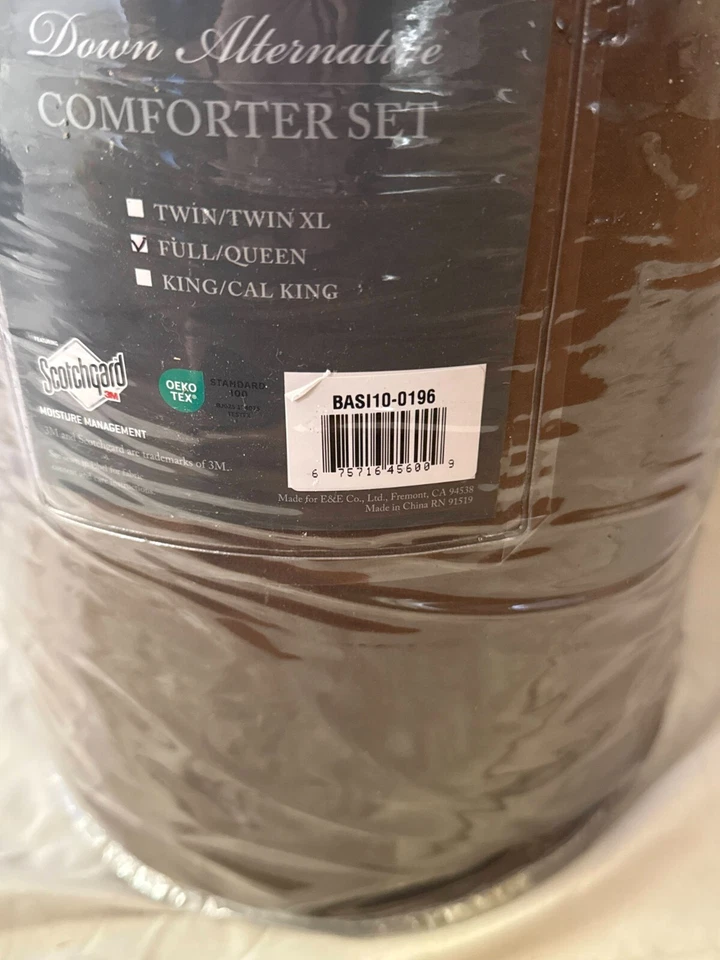 Down Alternative
COMFORTER SET
TWIN/TWIN XL
FULL/QUEEN
KING/CAL KING
FEATURING
Scotchgard
3M
MOISTURE MANAGEMENT
3M and Scotchgard are trademarks of 3M.
OEKO
TEX®
STANDARD
100
BASI10-0196
6 75716 45600 9
Made for E&E Co., Ltd., Fremont, CA 94538
Made in China RN 91519